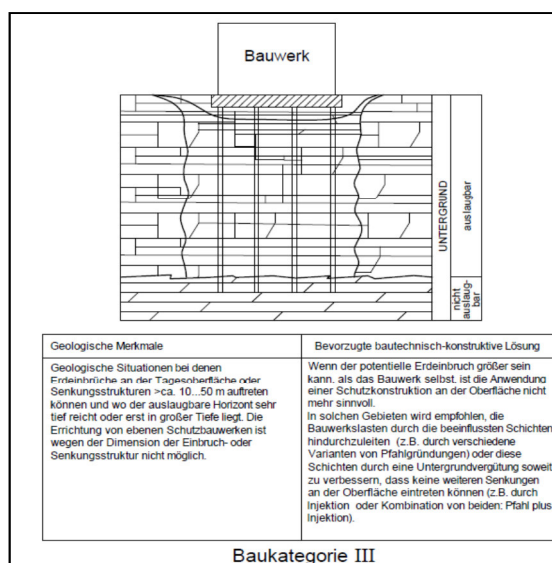 Bauwerk
UNTERGRUND
auslaugbar
nicht
auslaug-
bar
Geologische Merkmale
Geologische Situationen bei denen
Erdeinbrüche an der Tagesoberfläche oder
Senkungsstrukturen >ca. 10...50 m auftreten
können und wo der auslaugbare Horizont sehr
tief reicht oder erst in großer Tiefe liegt. Die
Errichtung von ebenen Schutzbauwerken ist
wegen der Dimension der Einbruch- oder
Senkungsstruktur nicht möglich.
Bevorzugte bautechnisch-konstruktive Lösung
Wenn der potentielle Erdeinbruch größer sein
kann. als das Bauwerk selbst. ist die Anwendung
einer Schutzkonstruktion an der Oberfläche nicht
mehr sinnvoll.
In solchen Gebieten wird empfohlen, die
Bauwerkslasten durch die beeinflussten Schichten
hindurchzuleiten (z.B. durch verschiedene
Varianten von Pfahlgründungen) oder diese
Schichten durch eine Untergrundvergütung soweit
zu verbessern, dass keine weiteren Senkungen
an der Oberfläche eintreten können (z.B. durch
Injektion oder Kombination von beiden: Pfahl plus
Injektion).
Baukategorie III